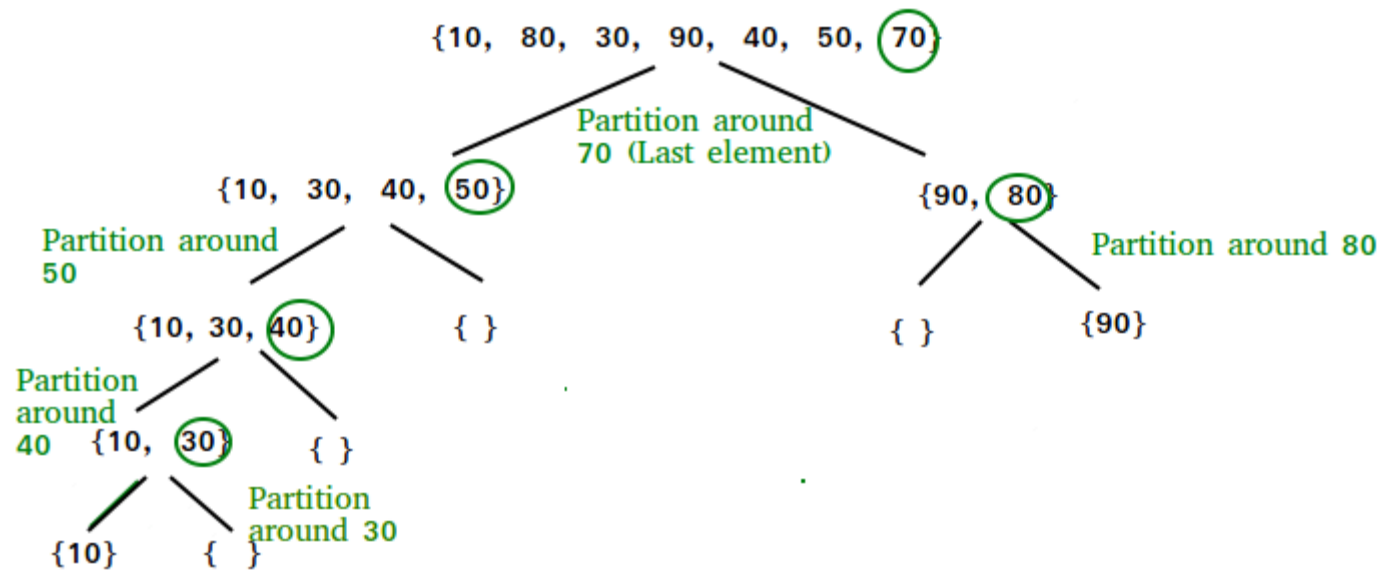 {10, 80, 30, 90, 40, 50, 70}
Partition around
70 (Last element)
{10, 30, 40, 50}
{90, 80}
Partition around
50
Partition around 80
{10, 30, 40}
{ }
{ }
{90}
Partition
around
40
{10, 30}
{ }
Partition
around 30
{10}
{ }